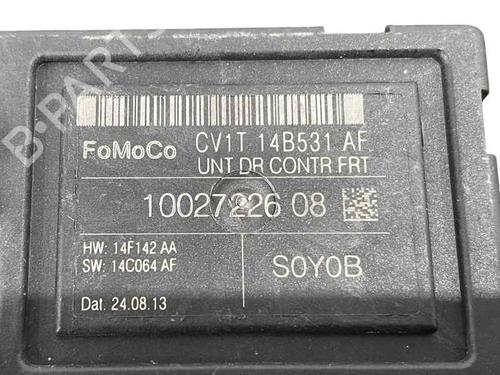 B-PARTS
FoMoCo
CV1T 14B531 AF
UNT DR CONTR FRT
10027226 08
HW: 14F142 AA
SW: 14C064 AF
S0Y0B
Dat. 24.08.13